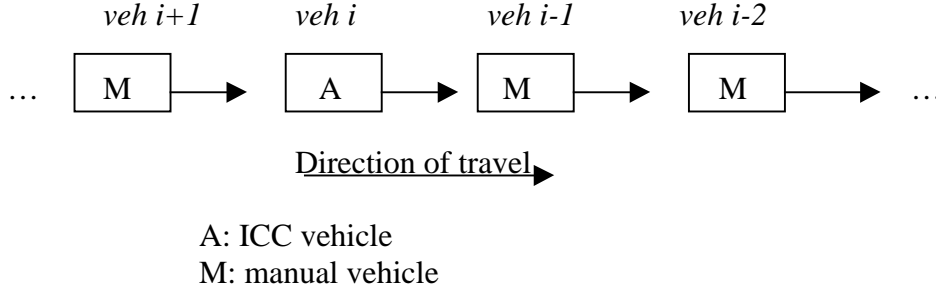 veh i+1 veh i veh i-1 veh i-2
… M A M M …
Direction of travel
A: ICC vehicle
M: manual vehicle